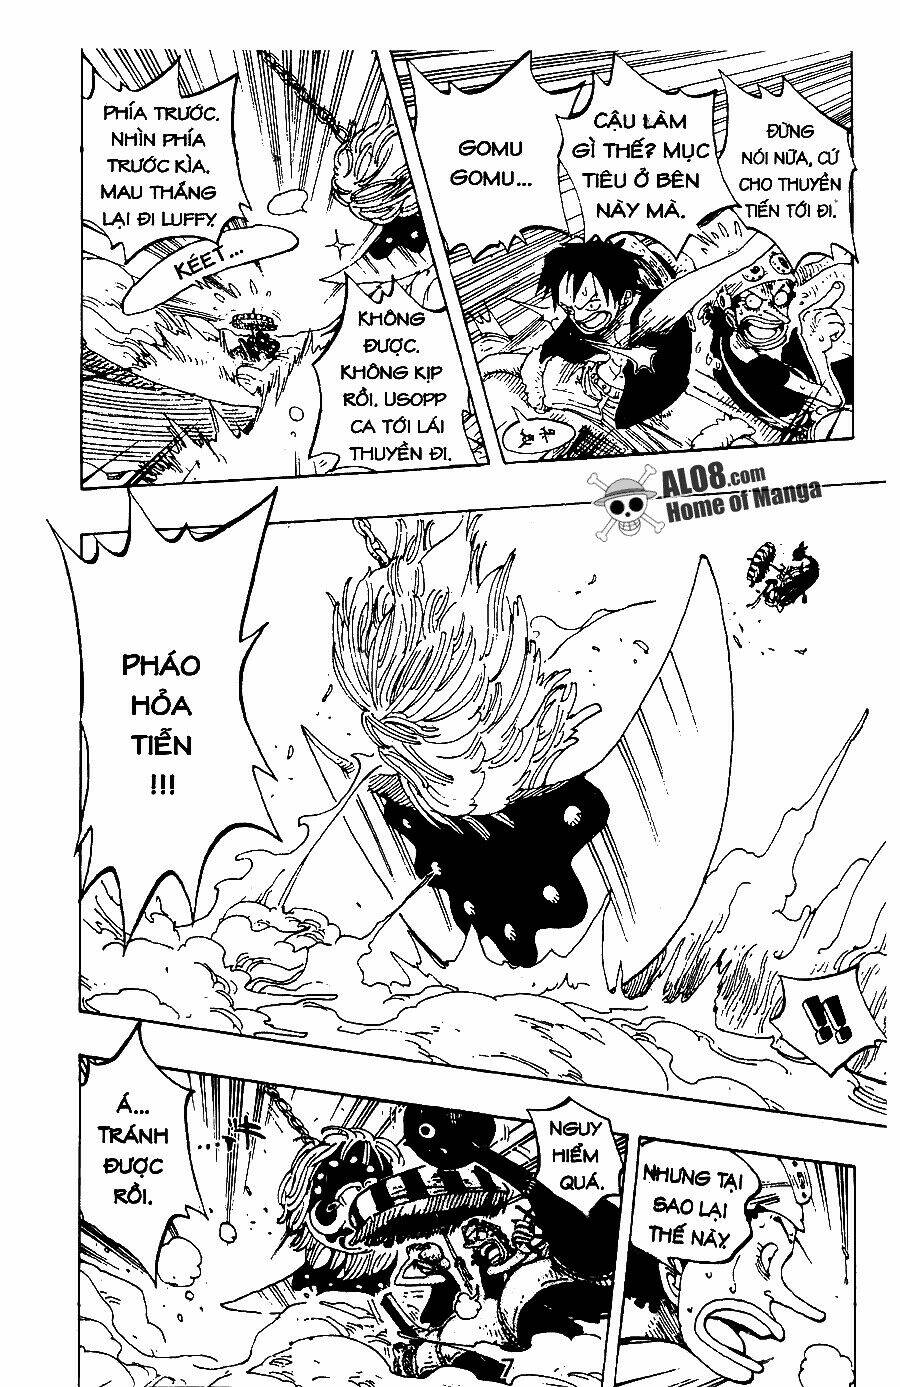 ĐỪNG
NÓI NỮA, CỨ
CHO THUYỀN
TIẾN TỚI ĐI.
CẬU LÀM
GÌ THẾ? MỤC
TIÊU Ở BÊN
NÀY MÀ.
GOMU
GOMU...
PHÍA TRƯỚC.
NHÌN PHÍA
TRƯỚC KÌA.
MAU THẮNG
LẠI ĐI LUFFY.
KÉET...
KHÔNG
ĐƯỢC.
KHÔNG KỊP
RỒI. USOPP
CA TỚI LÁI
THUYỀN ĐI.
AL08.com
Home of Manga
PHÁO
HỎA
TIỄN
!!!
!!
NGUY
HIỂM
QUÁ.
Á...
TRÁNH
ĐƯỢC
RỒI.
NHƯNG TẠI
SAO LẠI
THẾ NÀY.
7